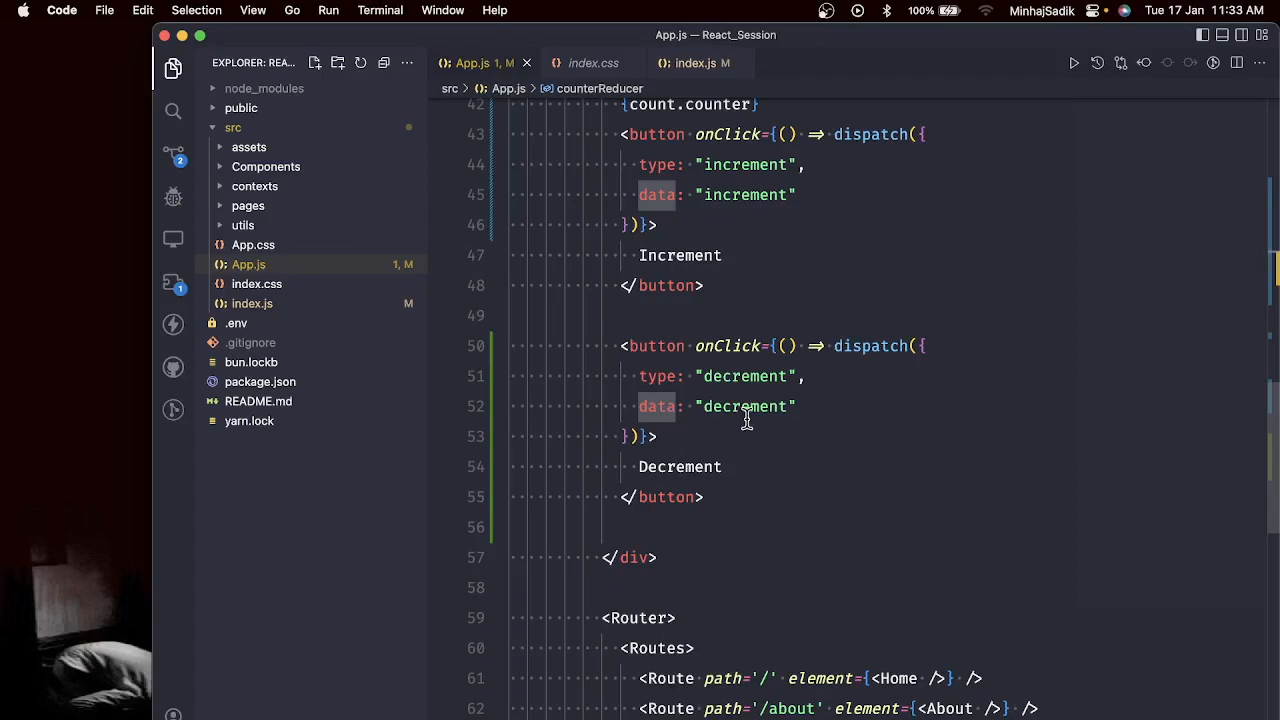 Code File Edit Selection View Go Run Terminal Window Help 100% MinhajSadik Tue 17 Jan 11:33 AM
App.js — React_Session
EXPLORER: REA...
App.js 1, M
index.css
index.js M
src > App.js > counterReducer
node_modules
public
src
assets
Components
contexts
pages
utils
App.css
App.js 1, M
index.css
index.js M
.env
.gitignore
bun.lockb
package.json
README.md
yarn.lock
2
1
42 {count.counter}
43 <button onClick={() => dispatch({
44 type: "increment",
45 data: "increment"
46 })}>
47 Increment
48 </button>
49
50 <button onClick={() => dispatch({
51 type: "decrement",
52 data: "decrement"
53 })}>
54 Decrement
55 </button>
56
57 </div>
58
59 <Router>
60 <Routes>
61 <Route path='/' element={<Home />} />
62 <Route path='/about' element={<About />} />